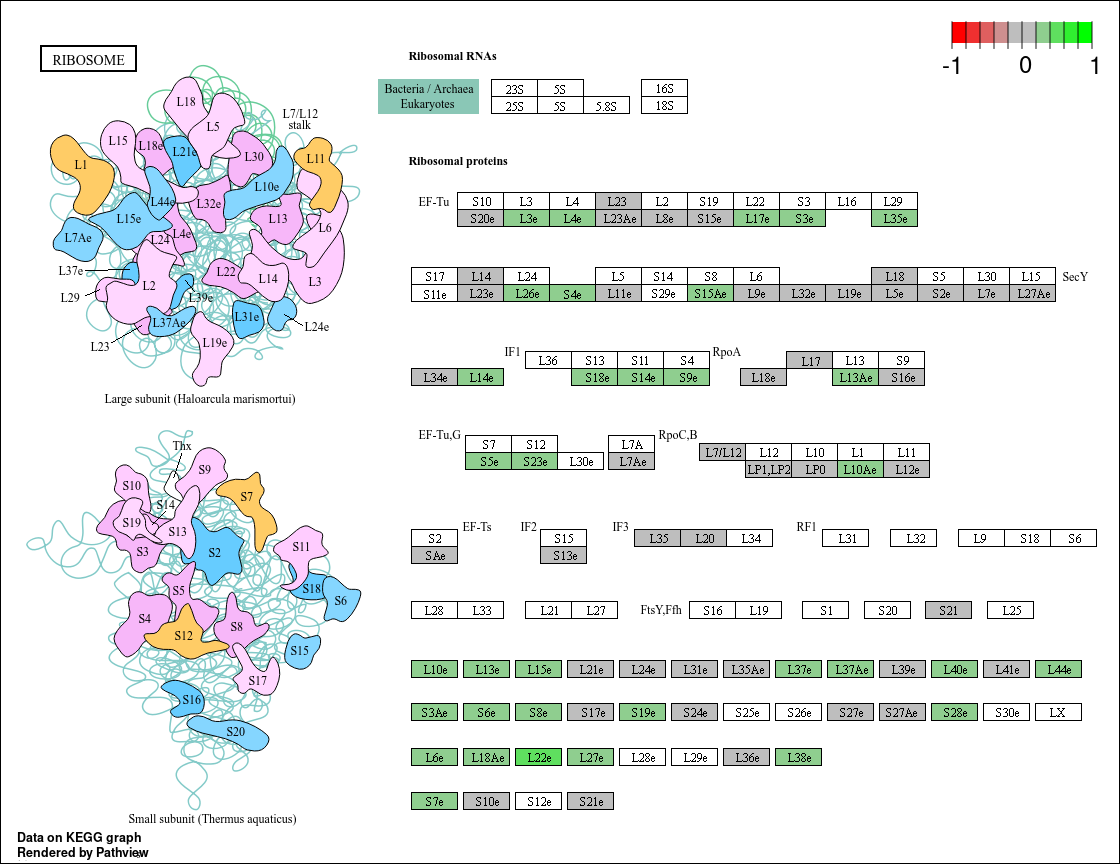 RIBOSOME
-1 0 1
Ribosomal RNAs
Bacteria / Archaea 23S 5S 16S
Eukaryotes 25S 5S 5.8S 18S
Ribosomal proteins
EF-Tu S10 L3 L4 L23 L2 S19 L22 S3 L16 L29
S20e L3e L4e L23Ae L8e S15e L17e S3e L35e
S17 L14 L24 L5 S14 S8 L6 L18 S5 L30 L15 SecY
S11e L23e L26e S4e L11e S29e S15Ae L9e L32e L19e L5e S2e L7e L27Ae
IF1 L36 S13 S11 S4 RpoA L17 L13 S9
L34e L14e S18e S14e S9e L18e L13Ae S16e
EF-Tu,G S7 S12 L7A RpoC,B L7/L12 L12 L10 L1 L11
S5e S23e L30e L7Ae LP1,LP2 LP0 L10Ae L12e
S2 EF-Ts IF2 S15 IF3 L35 L20 L34 RF1 L31 L32 L9 S18 S6
SAe S13e
L28 L33 L21 L27 FtsY,Ffh S16 L19 S1 S20 S21 L25
L10e L13e L15e L21e L24e L31e L35Ae L37e L37Ae L39e L40e L41e L44e
S3Ae S6e S8e S17e S19e S24e S25e S26e S27e S27Ae S28e S30e LX
L6e L18Ae L22e L27e L28e L29e L36e L38e
S7e S10e S12e S21e
L18
L5
L7/L12
stalk
L15 L18e L21e L30 L11
L1
L10e
L44e L32e
L15e L13
L6
L7Ae L24 L4e
L37e L22 L14 L3
L2
L29 L39e
L37Ae L31e L24e
L23 L19e
Large subunit (Haloarcula marismortui)
Thx
S9
S10 S7
S14
S19 S13
S3 S2 S11
S5 S18 S6
S4 S12 S8
S15
S17
S16
S20
Small subunit (Thermus aquaticus)
Data on KEGG graph
Rendered by Pathview